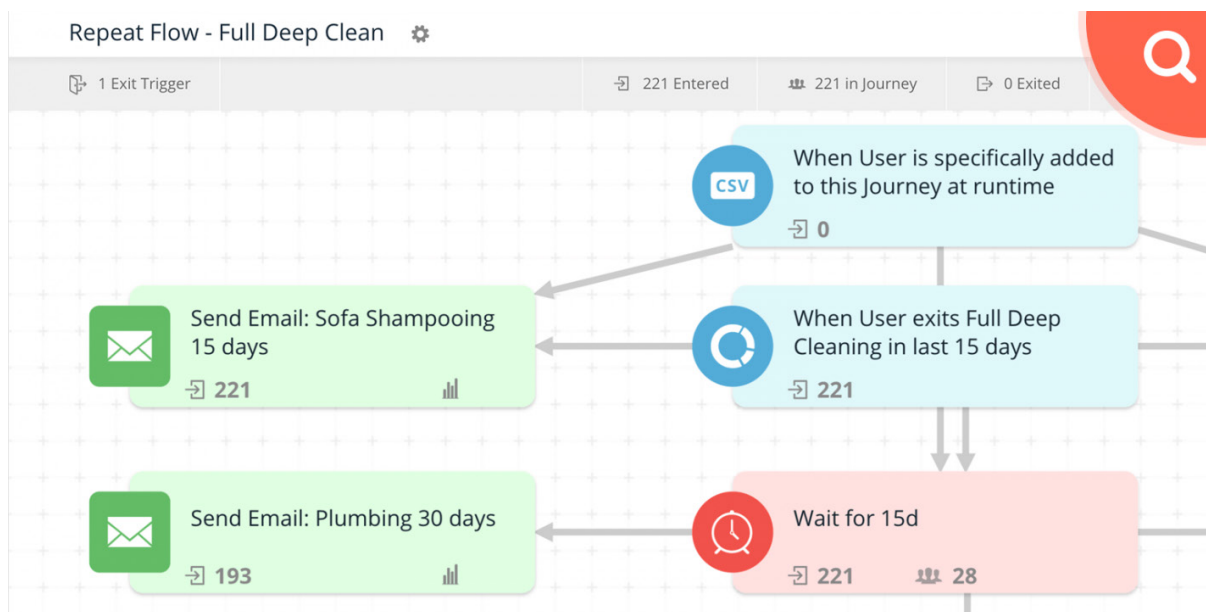 Repeat Flow - Full Deep Clean
1 Exit Trigger
221 Entered
221 in Journey
0 Exited
CSV
When User is specifically added
to this Journey at runtime
0
Send Email: Sofa Shampooing
15 days
221
When User exits Full Deep
Cleaning in last 15 days
221
Send Email: Plumbing 30 days
193
Wait for 15d
221
28